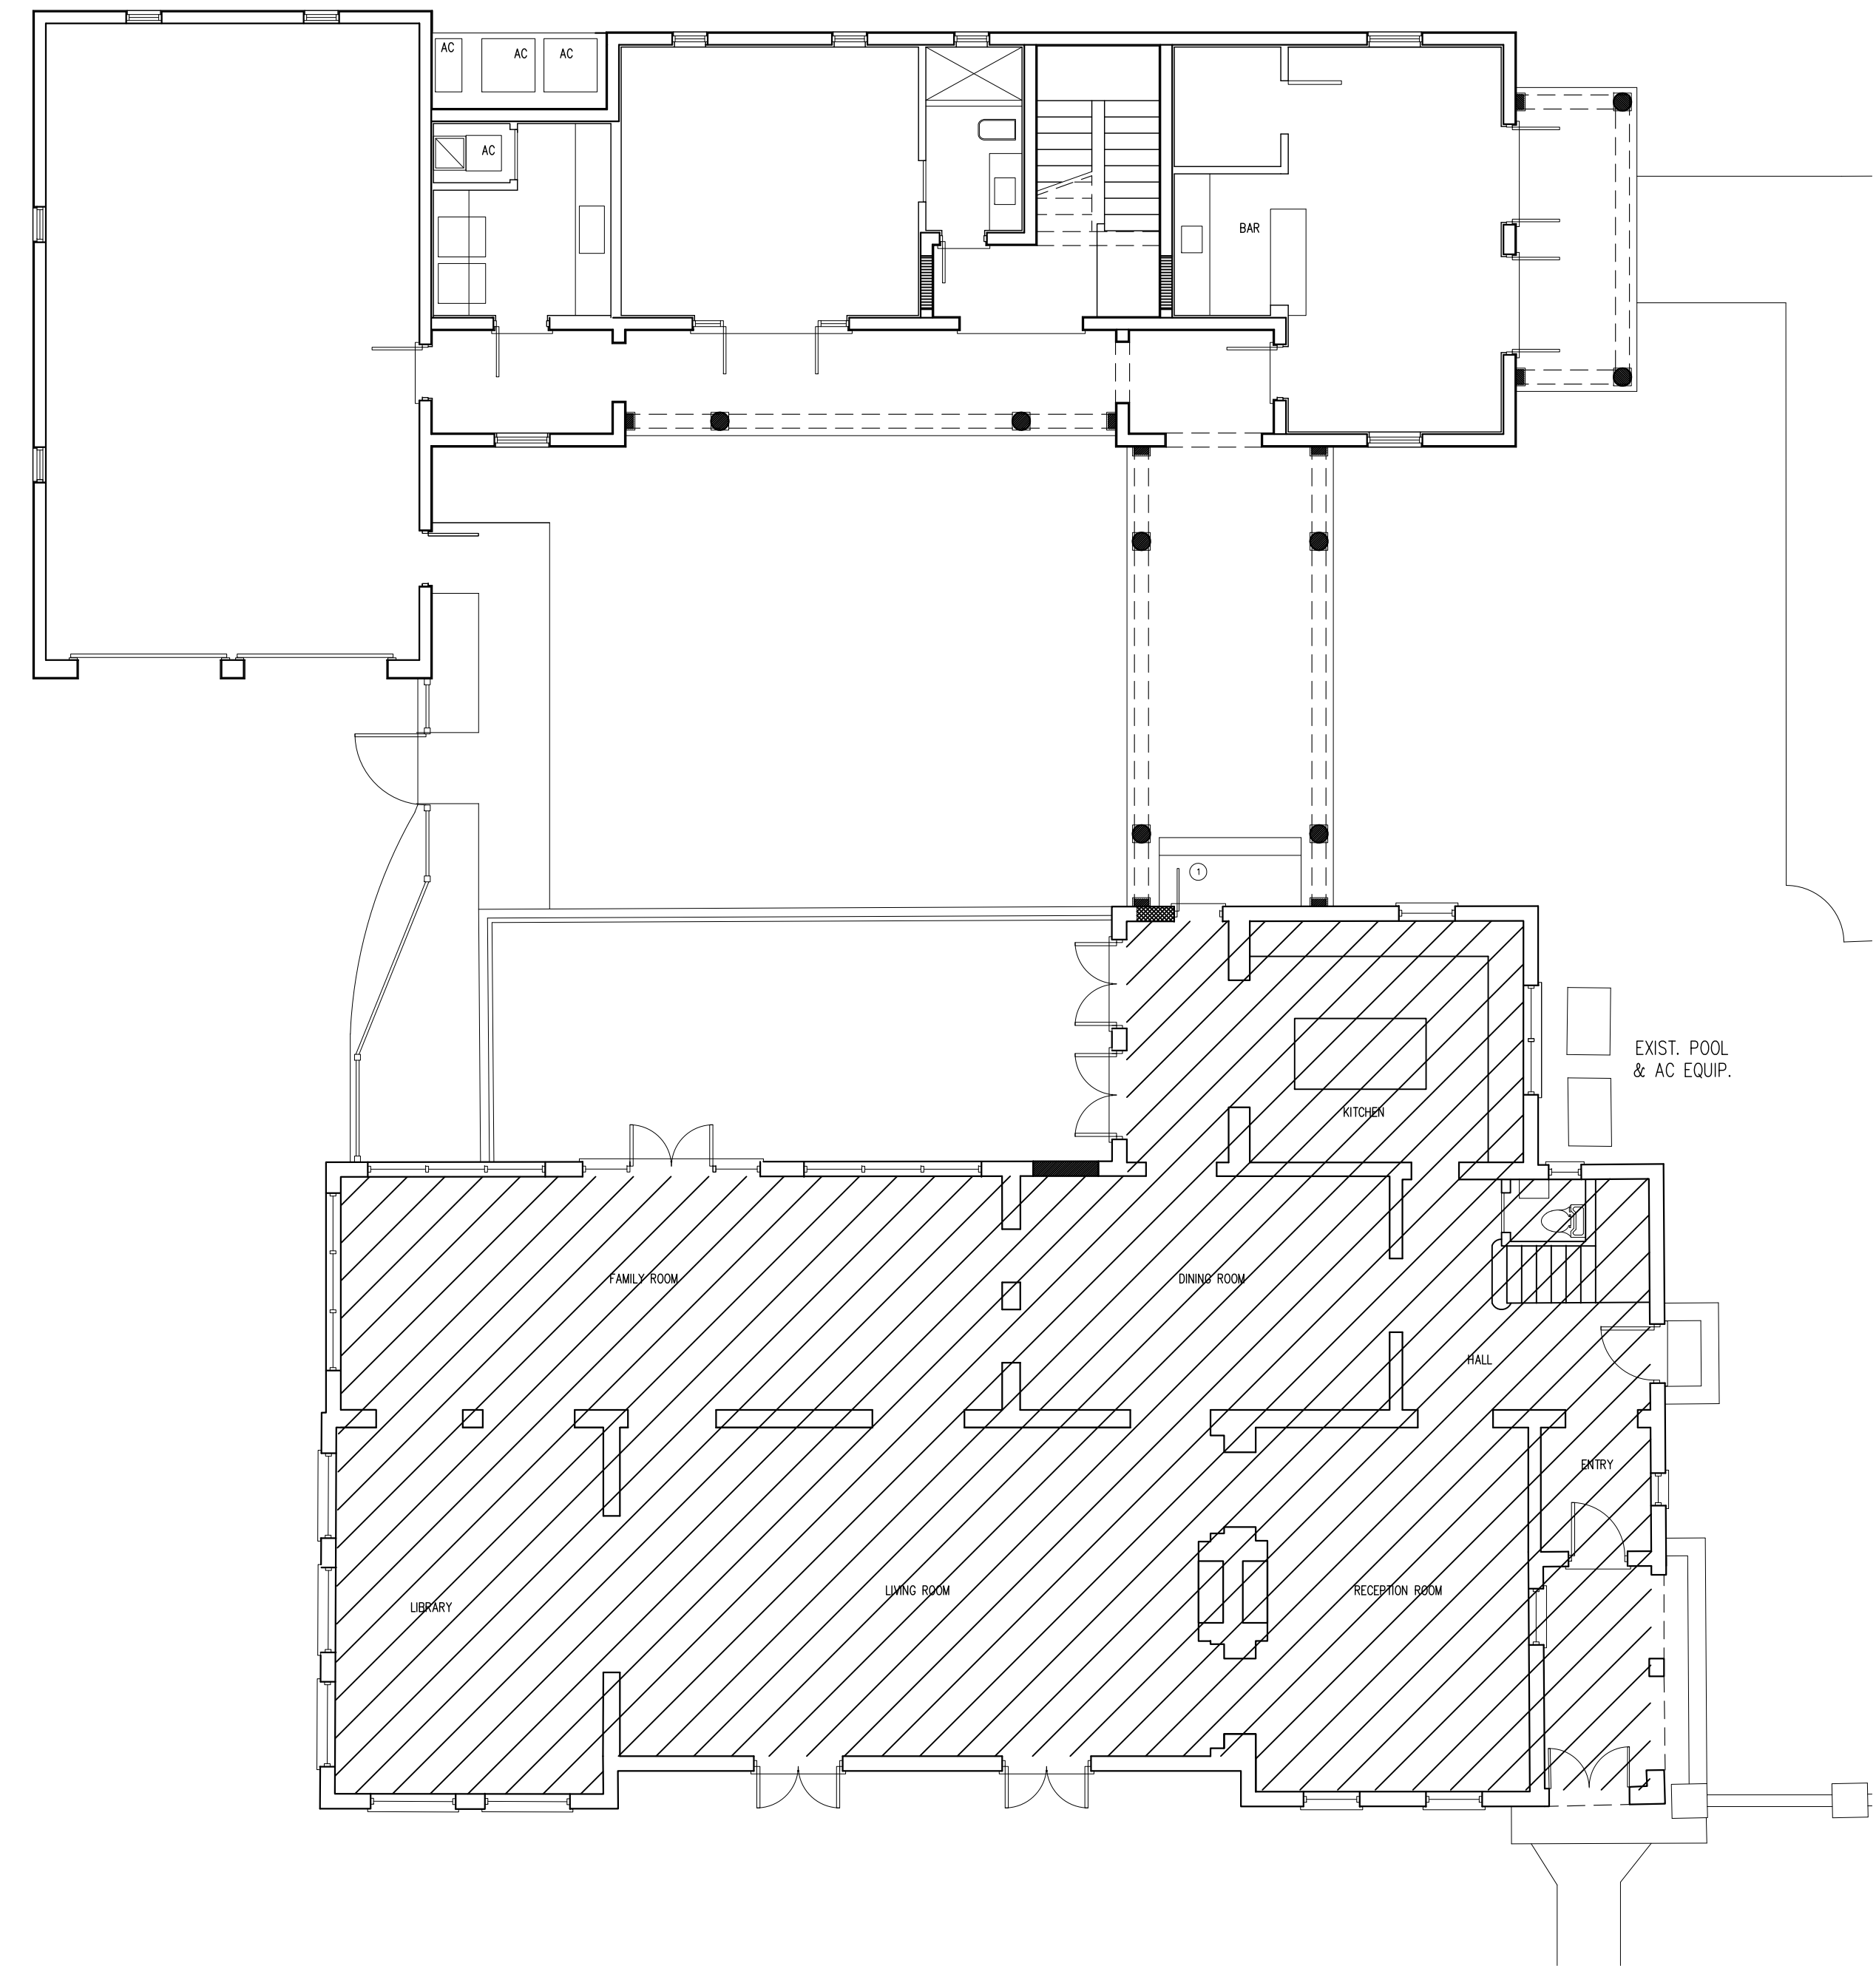 AC
AC
AC
AC
BAR
1
EXIST. POOL
& AC EQUIP.
KITCHEN
FAMILY ROOM
DINING ROOM
HALL
ENTRY
LIVING ROOM
RECEPTION ROOM
LIBRARY